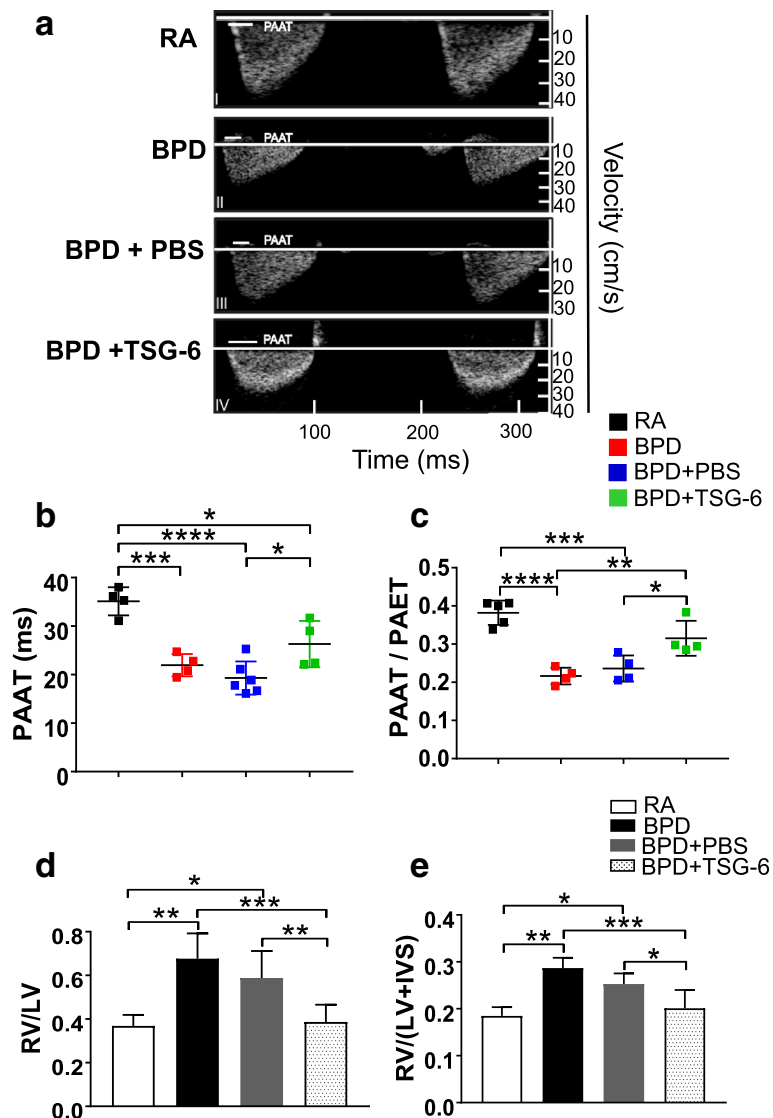 a
RA
PAAT
10
20
30
40
I
BPD
PAAT
10
20
30
40
II
BPD + PBS
PAAT
10
20
30
III
BPD +TSG-6
PAAT
10
20
30
40
IV
Velocity (cm/s)
100 200 300
Time (ms)
RA
BPD
BPD+PBS
BPD+TSG-6
b
*
****
*** *
40
30
20
10
0
PAAT (ms)
c
***
**** **
*
0.5
0.4
0.3
0.2
0.1
0.0
PAAT / PAET
RA
BPD
BPD+PBS
BPD+TSG-6
d
*
** ***
**
0.8
0.6
0.4
0.2
0.0
RV/LV
e
*
** ***
*
0.4
0.3
0.2
0.1
0.0
RV/(LV+IVS)